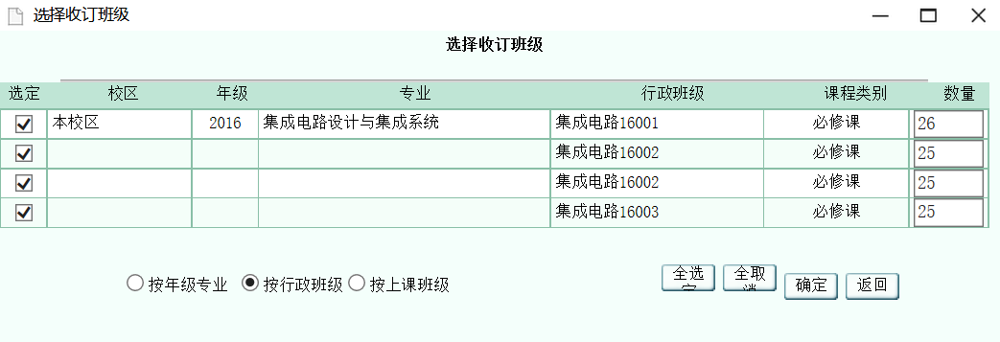 选择收订班级
选择收订班级
选定 校区 年级 专业 行政班级 课程类别 数量
本校区 2016 集成电路设计与集成系统 集成电路16001 必修课 26
集成电路16002 必修课 25
集成电路16002 必修课 25
集成电路16003 必修课 25
按年级专业 按行政班级 按上课班级 全选定 全取消 确定 返回